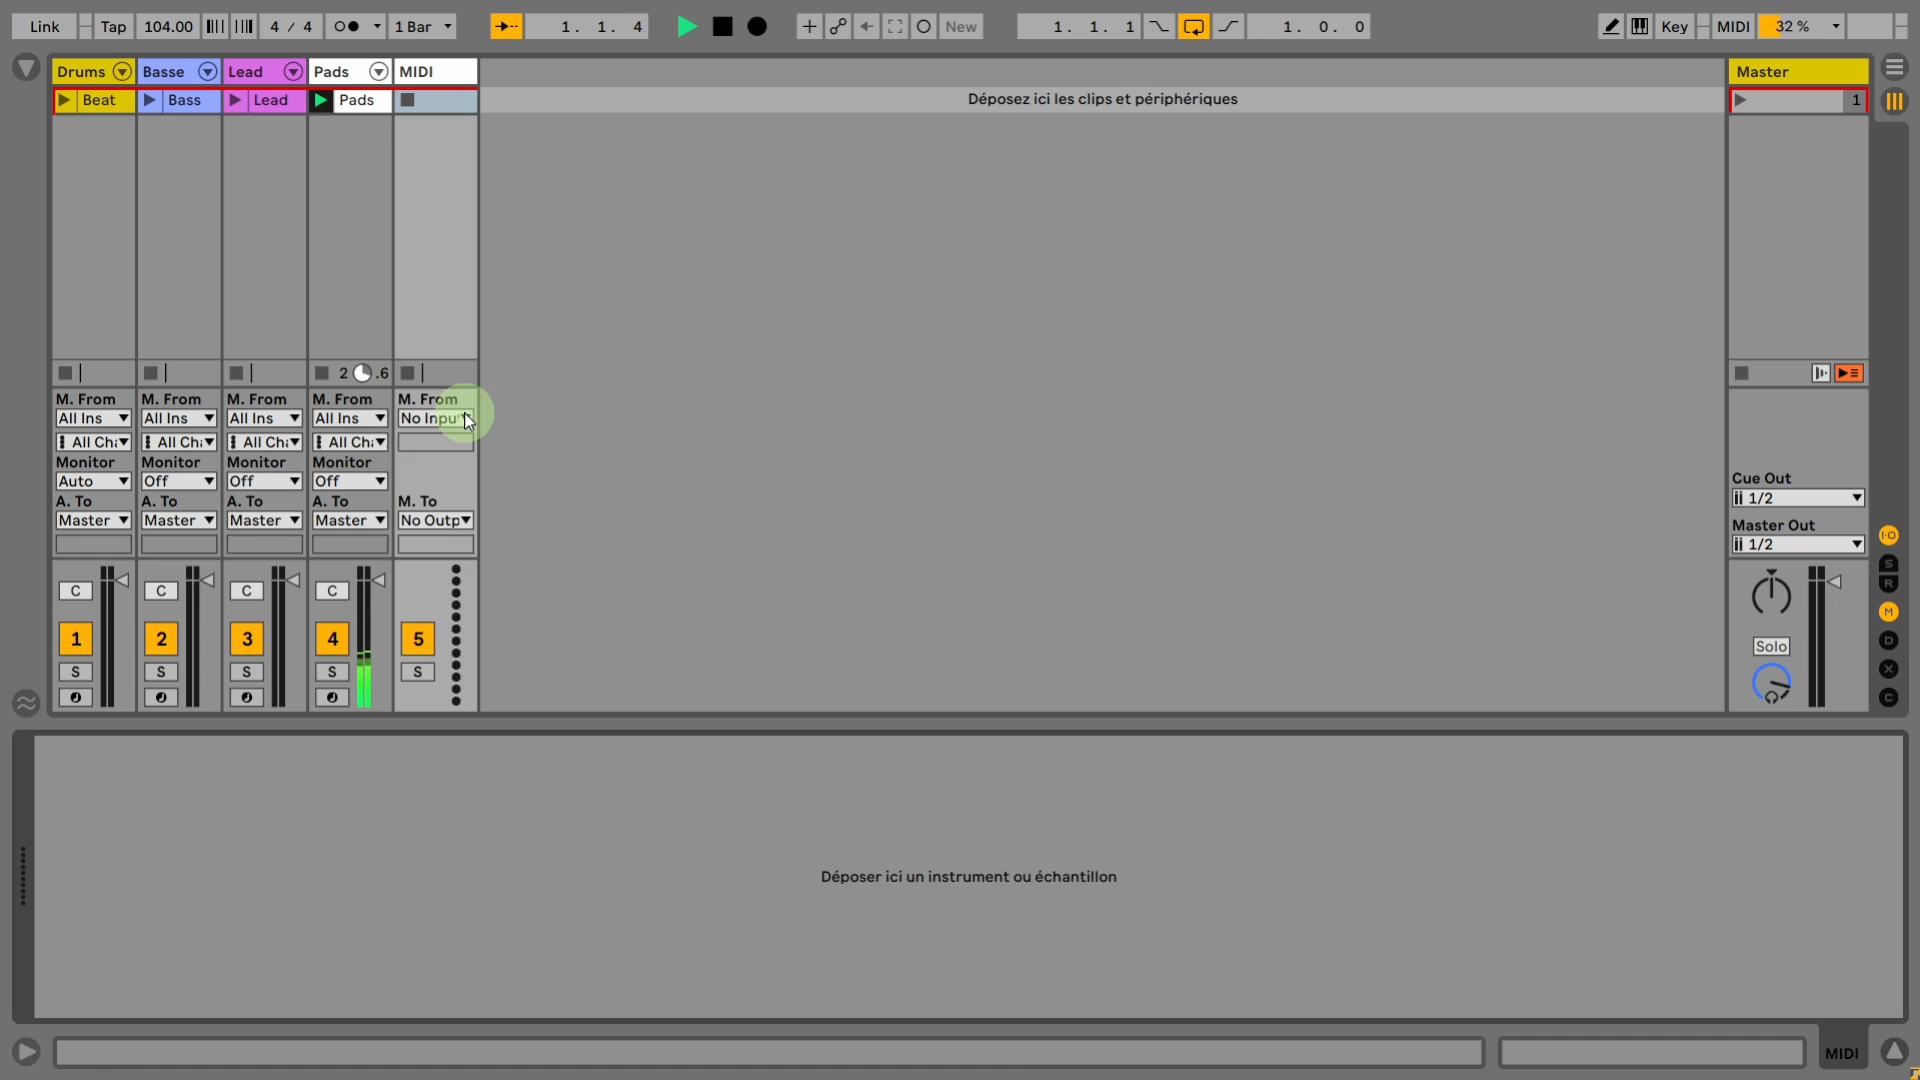 Link Tap 104.00 4 / 4 1 Bar 1. 1. 4 New 1. 1. 1 1. 0. 0 Key MIDI 32 %
Drums Basse Lead Pads MIDI Master
Beat Bass Lead Pads Déposez ici les clips et périphériques 1
2 .6
M. From M. From M. From M. From M. From
All Ins All Ins All Ins All Ins No Inpu
All Ch All Ch All Ch All Ch
Monitor Monitor Monitor Monitor
Auto Off Off Off Cue Out
A. To A. To A. To A. To M. To 1/2
Master Master Master Master No Outp Master Out
1/2
I·O
S
R
C C C C
M
1 2 3 4 5 D
S S S S S Solo
X
C
Déposer ici un instrument ou échantillon
MIDI